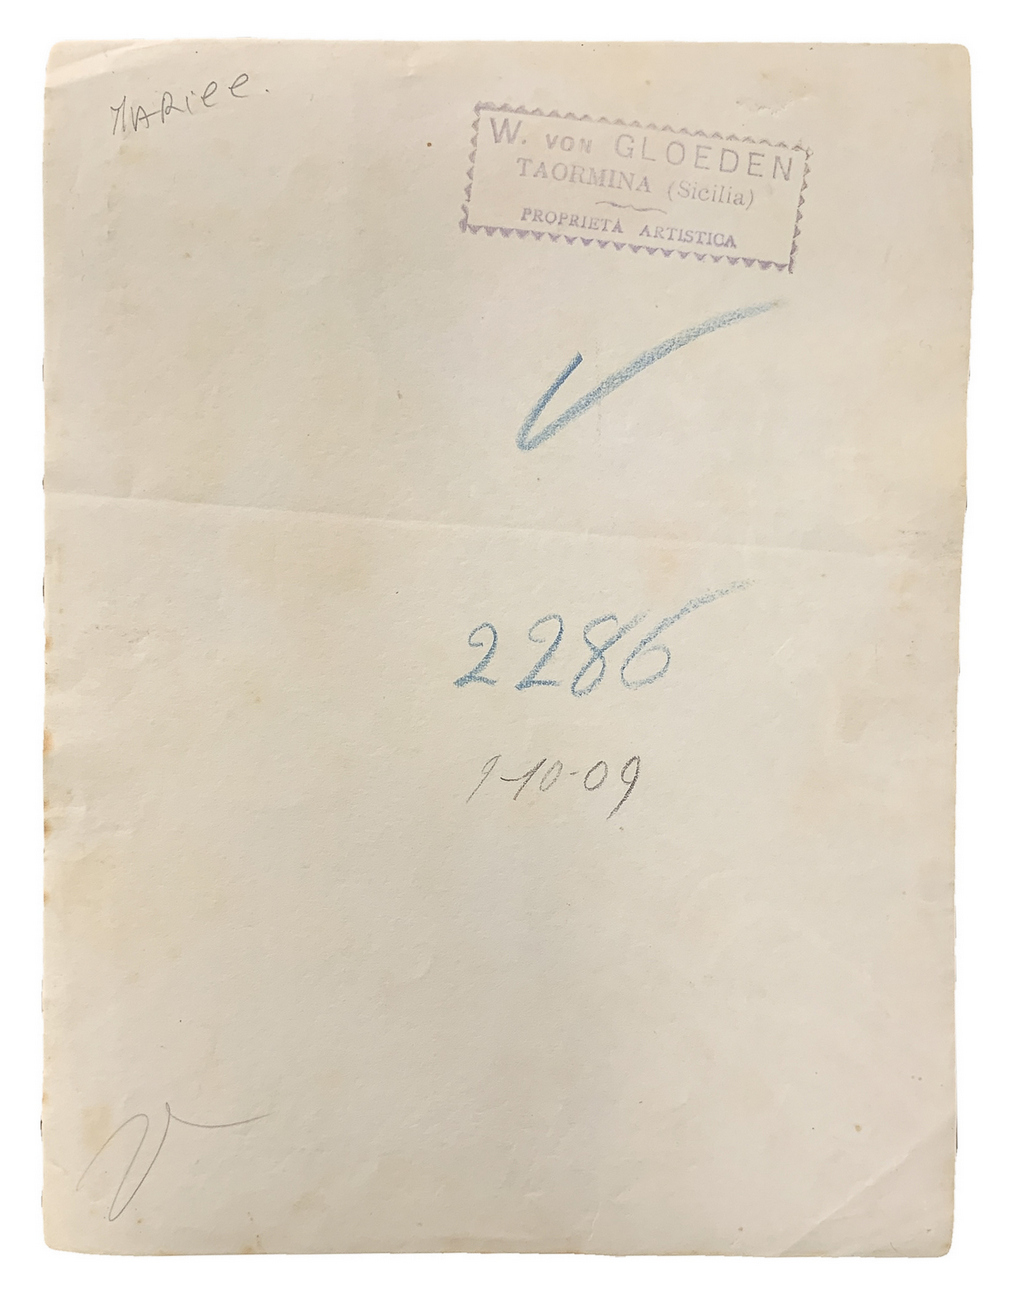 MARiee.
W. VON GLOEDEN
TAORMINA (Sicilia)
PROPRIETÀ ARTISTICA
2286
9-10-09